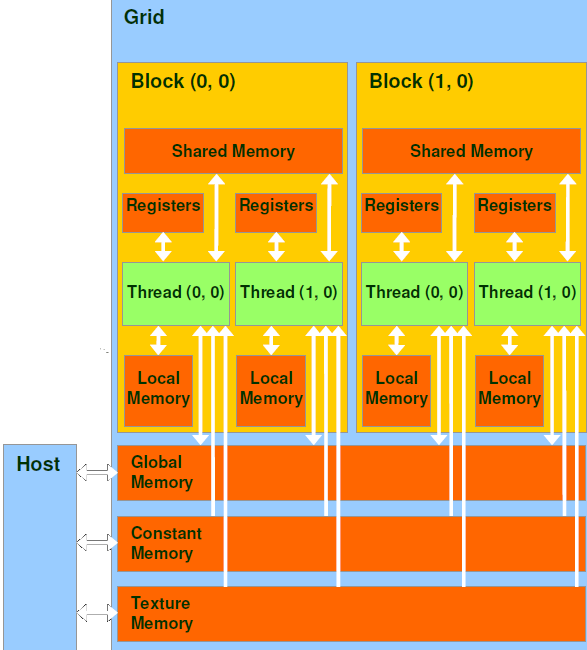 Grid
Block (0, 0)
Block (1, 0)
Shared Memory
Shared Memory
Registers
Registers
Registers
Registers
Thread (0, 0)
Thread (1, 0)
Thread (0, 0)
Thread (1, 0)
Local
Memory
Local
Memory
Local
Memory
Local
Memory
Host
Global
Memory
Constant
Memory
Texture
Memory